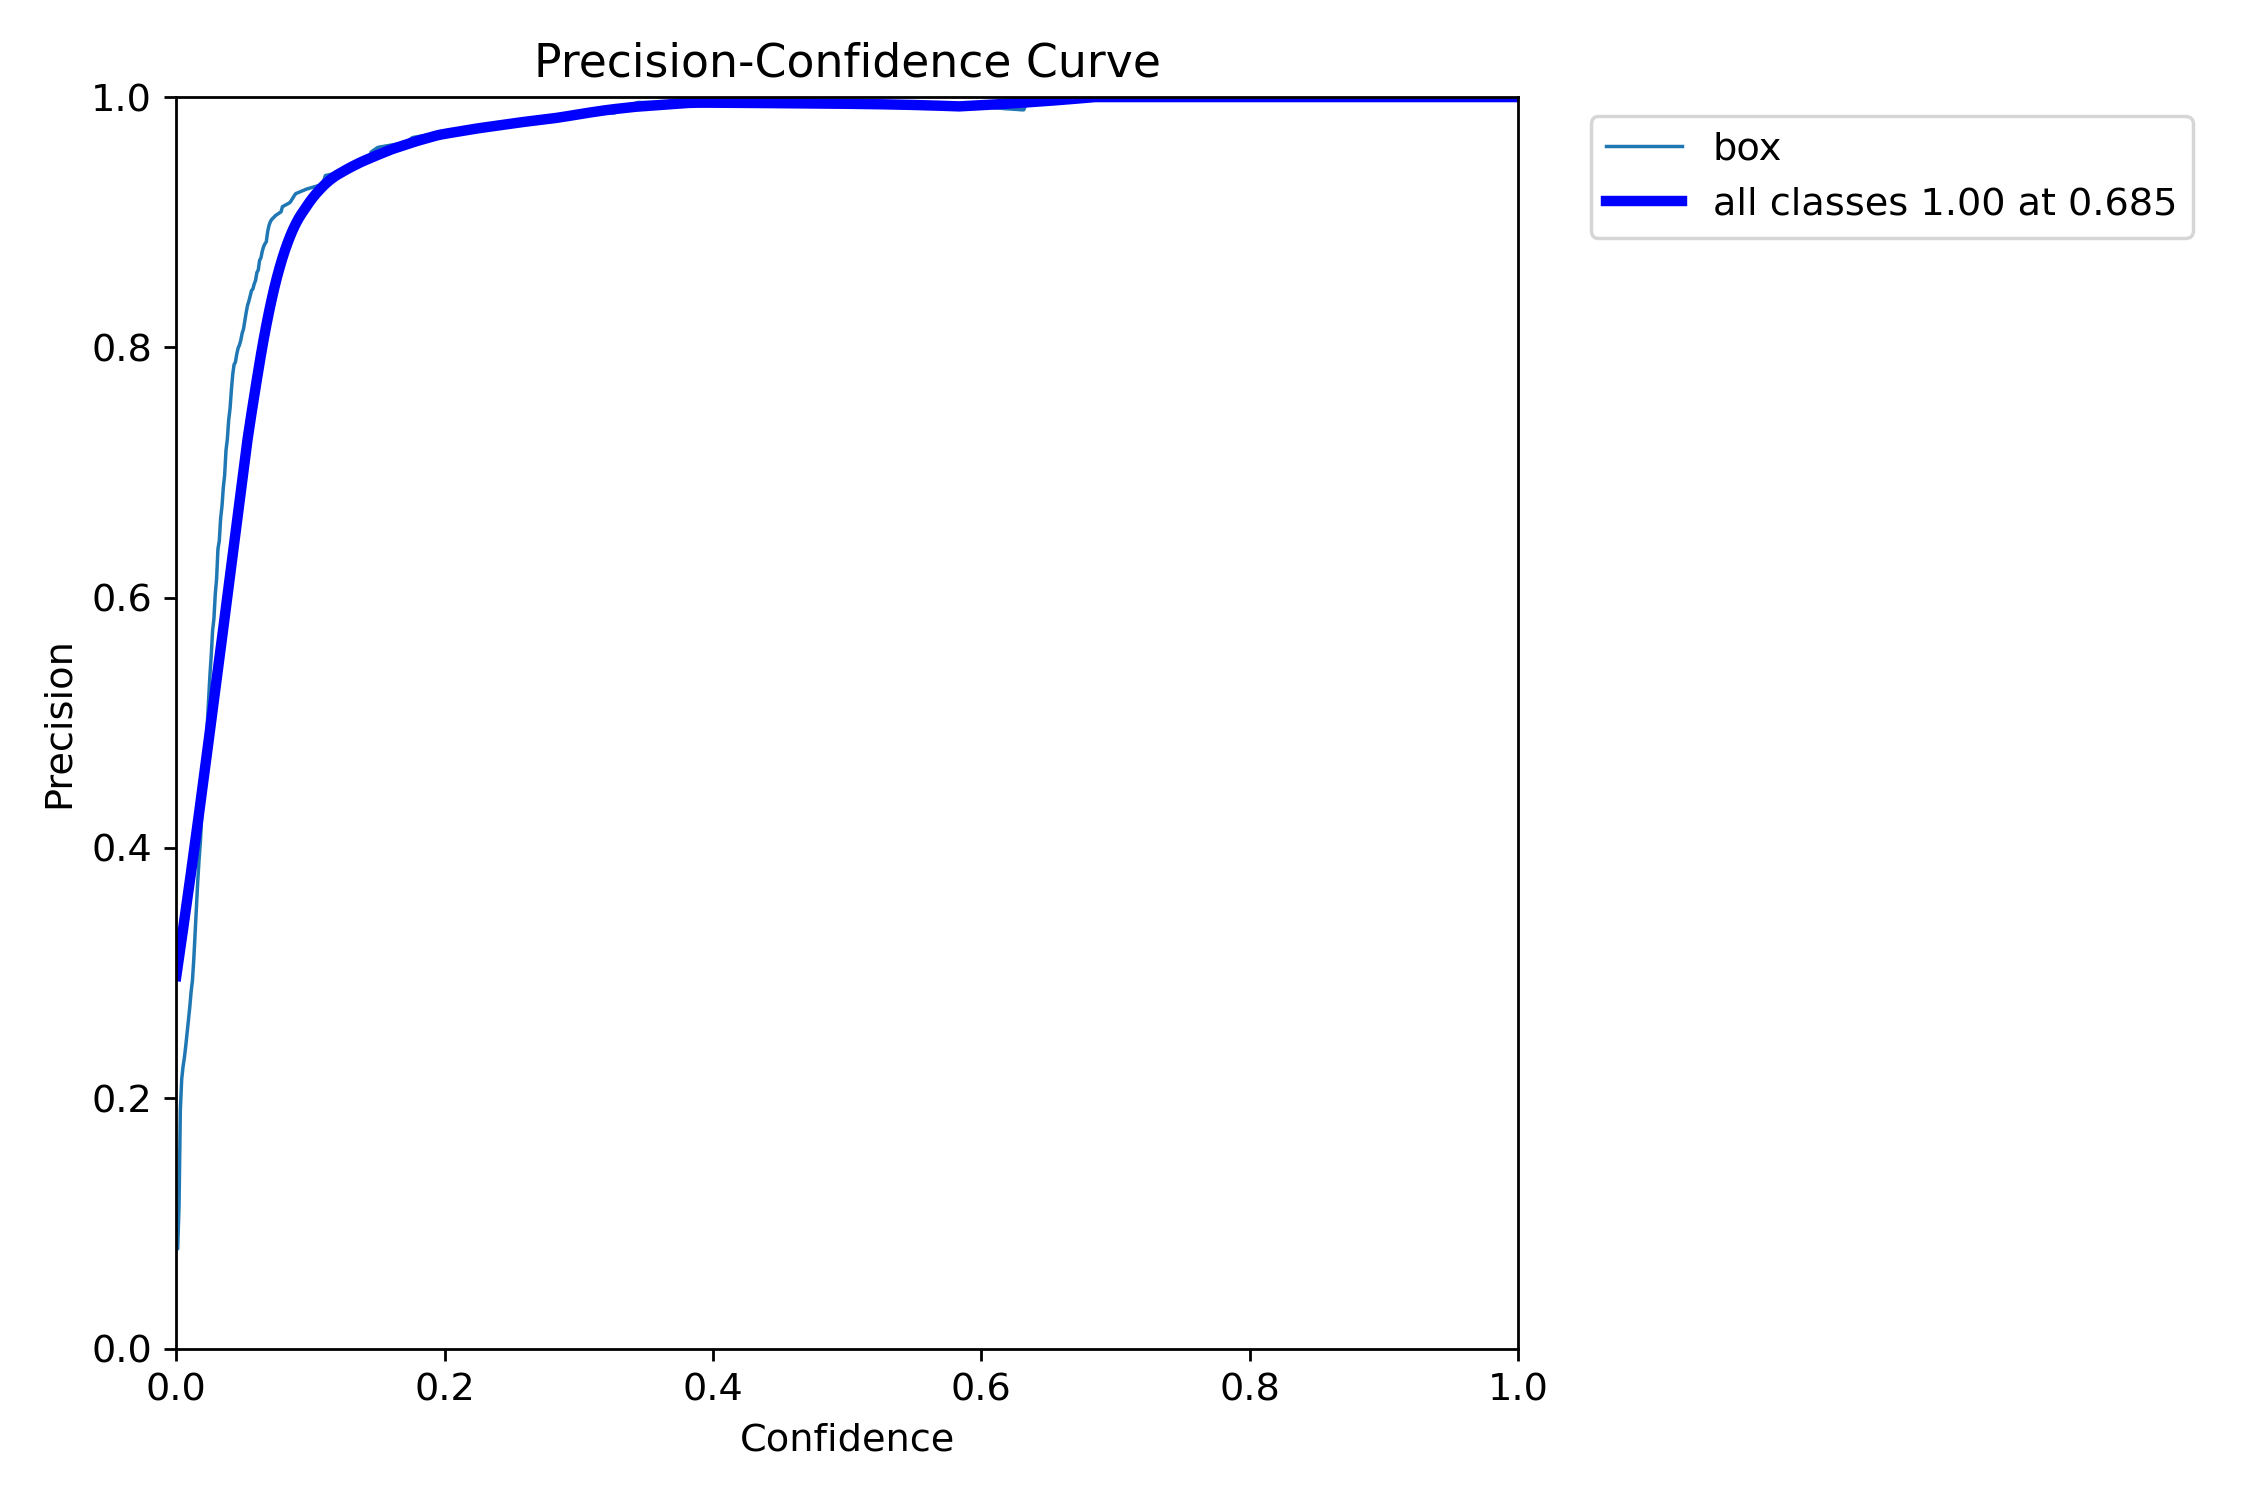 Precision-Confidence Curve
1.0
0.8
0.6
0.4
0.2
0.0
Precision
0.0 0.2 0.4 0.6 0.8 1.0
Confidence
box
all classes 1.00 at 0.685